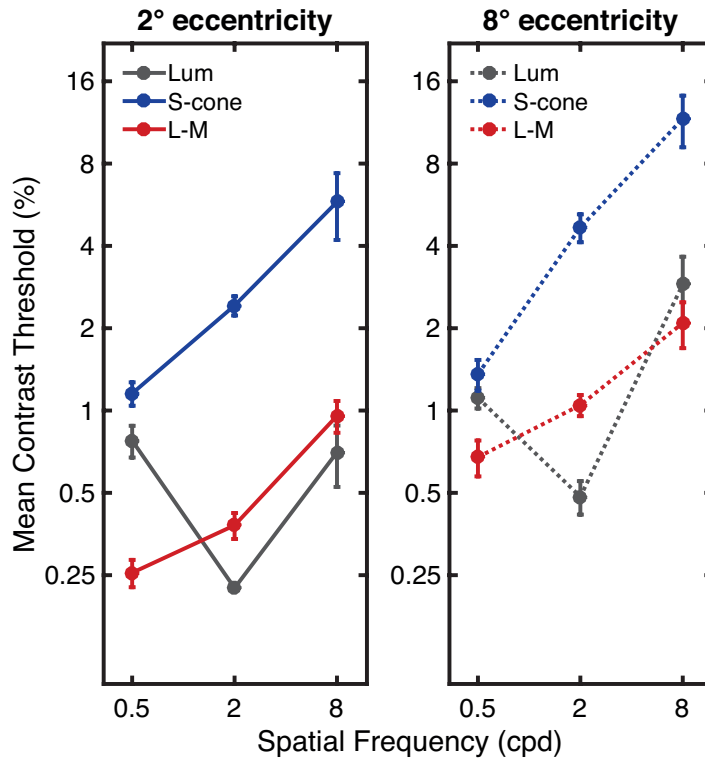 2° eccentricity
8° eccentricity
Mean Contrast Threshold (%)
16
8
4
2
1
0.5
0.25
Lum
S-cone
L-M
0.5
2
8
16
8
4
2
1
0.5
0.25
Lum
S-cone
L-M
0.5
2
8
Spatial Frequency (cpd)